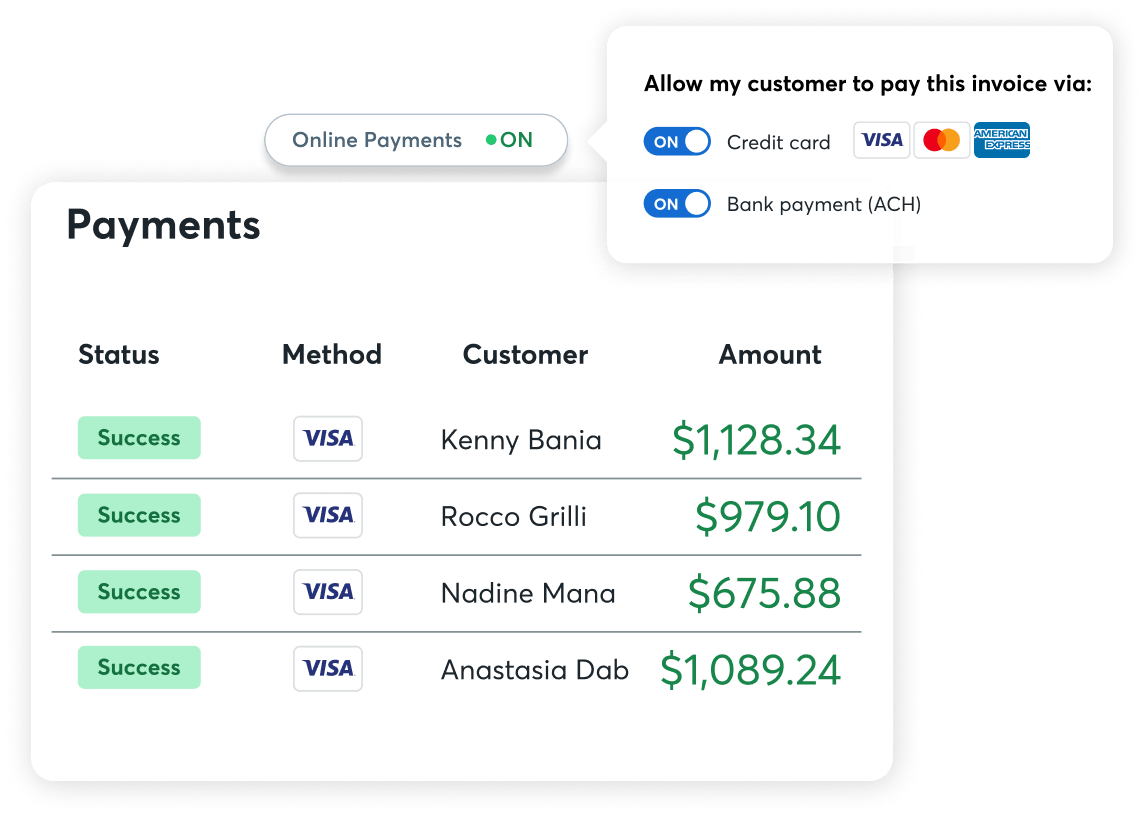 Allow my customer to pay this invoice via:
Online Payments ON
ON Credit card VISA AMERICAN EXPRESS
ON Bank payment (ACH)
Payments
Status Method Customer Amount
Success VISA Kenny Bania $1,128.34
Success VISA Rocco Grilli $979.10
Success VISA Nadine Mana $675.88
Success VISA Anastasia Dab $1,089.24